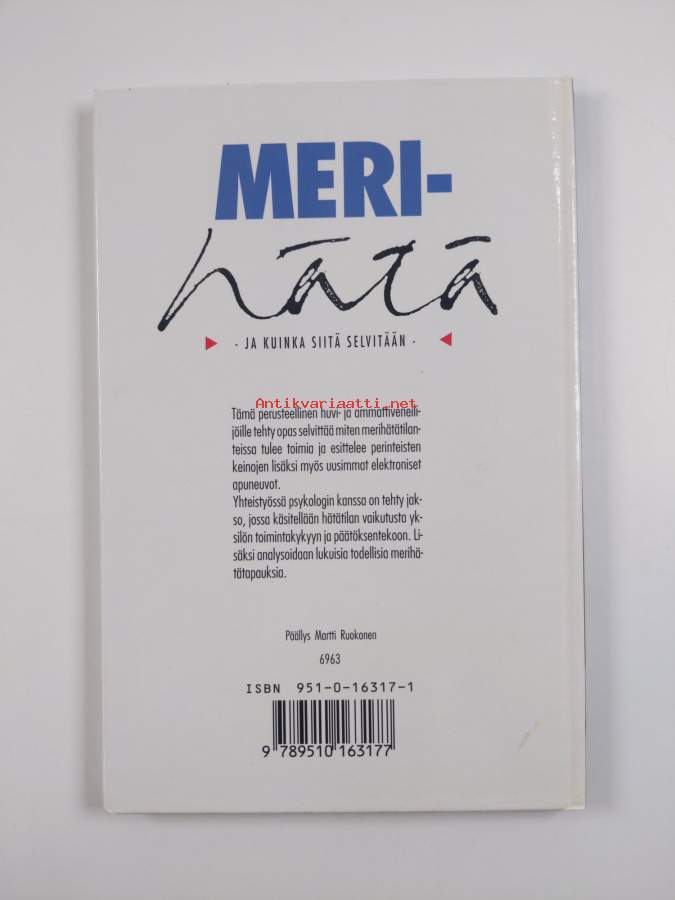 MERI-
hätä
- JA KUINKA SIITÄ SELVITÄÄN -
Antikvariaatti.net
Tämä perusteellinen huvi- ja ammattiveneili-
jöille tehty opas selvittää miten merihätätilan-
teissa tulee toimia ja esittelee perinteisten
keinojen lisäksi myös uusimmat elektroniset
apuneuvot.
Yhteistyössä psykologin kanssa on tehty jak-
so, jossa käsitellään hätätilan vaikutusta yk-
silön toimintakykyyn ja päätöksentekoon. Li-
säksi analysoidaan lukuisia todellisia merihä-
tätapauksia.
Päällys Martti Ruokonen
6963
ISBN 951-0-16317-1
9 789510 163177